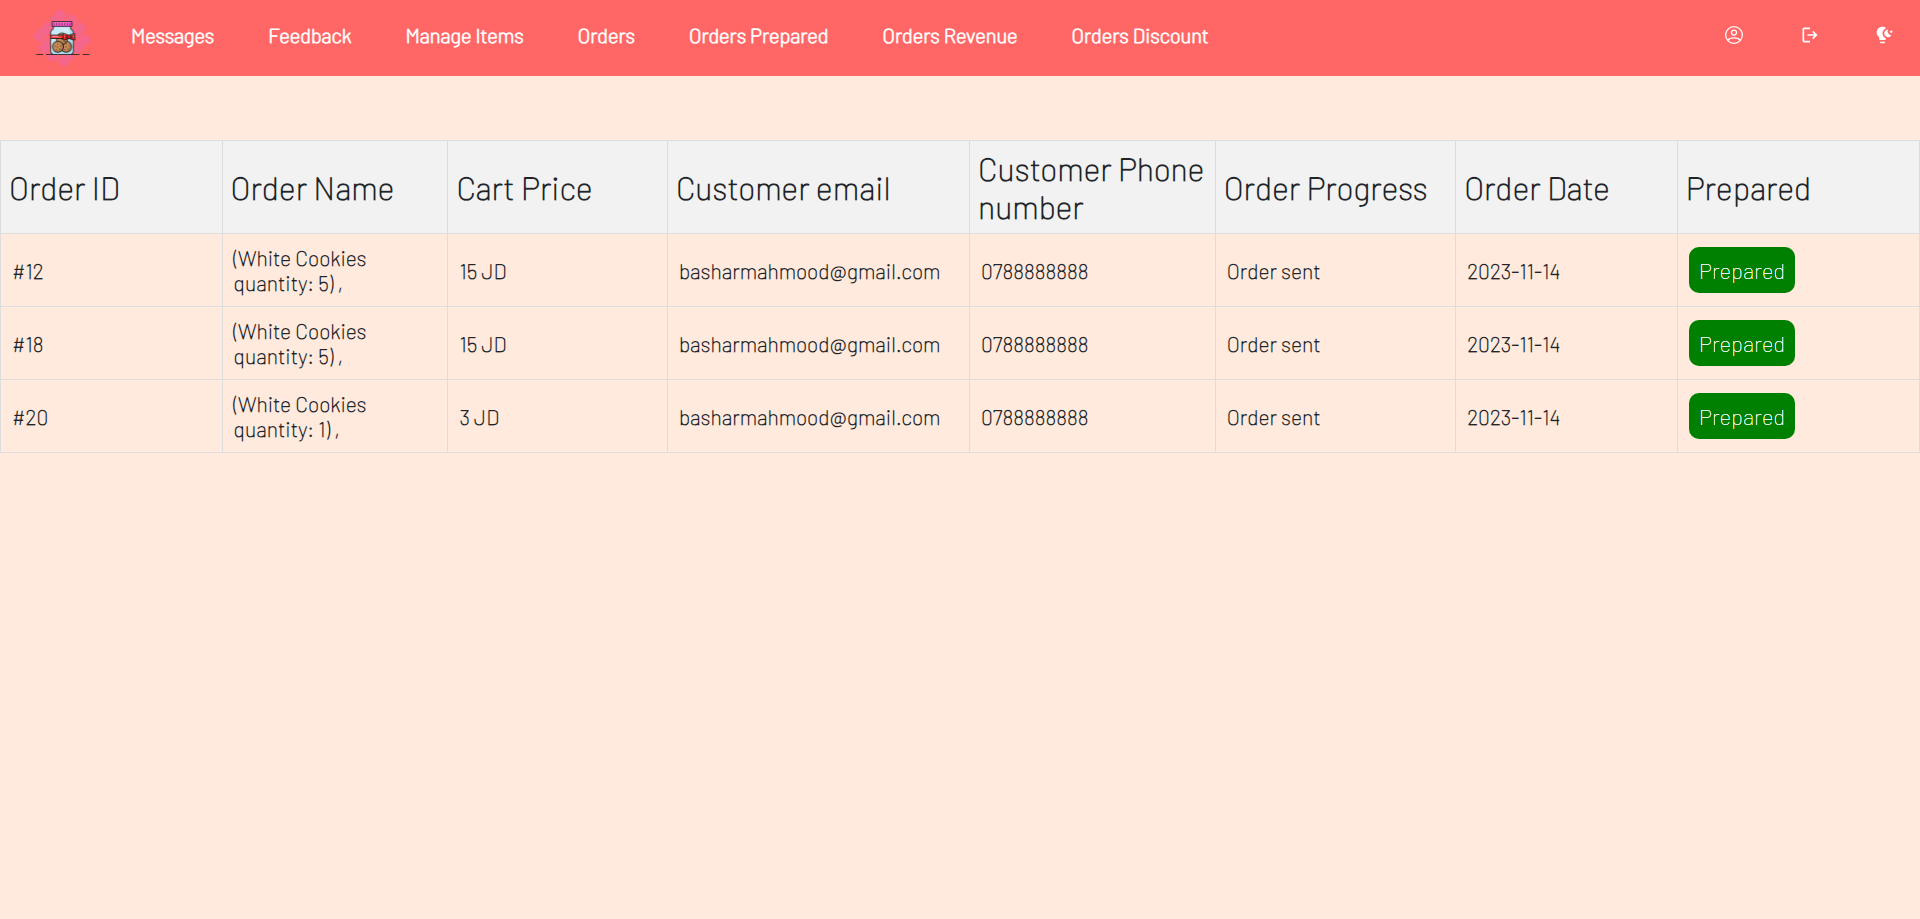 Messages Feedback Manage Items Orders Orders Prepared Orders Revenue Orders Discount
Order ID Order Name Cart Price Customer email Customer Phone number Order Progress Order Date Prepared
#12 (White Cookies quantity: 5) , 15 JD basharmahmood@gmail.com 0788888888 Order sent 2023-11-14 Prepared
#18 (White Cookies quantity: 5) , 15 JD basharmahmood@gmail.com 0788888888 Order sent 2023-11-14 Prepared
#20 (White Cookies quantity: 1) , 3 JD basharmahmood@gmail.com 0788888888 Order sent 2023-11-14 Prepared